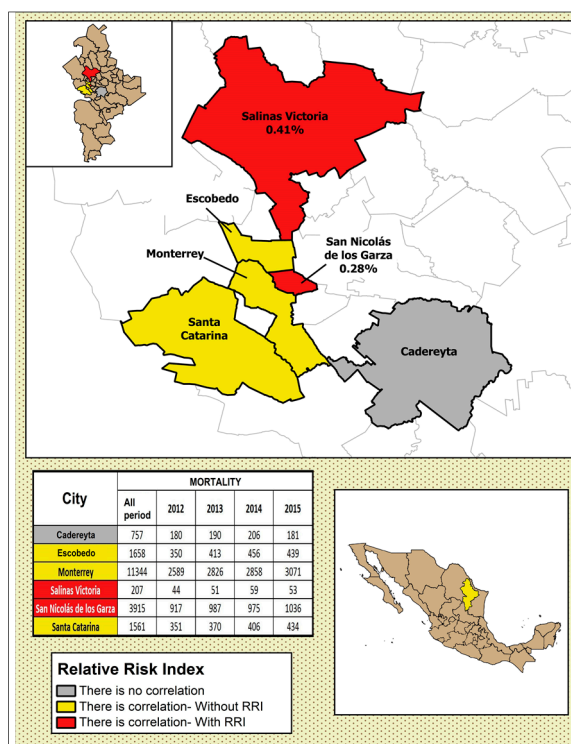 Salinas Victoria
0.41%
Escobedo
Monterrey
San Nicolás
de los Garza
0.28%
Santa
Catarina
Cadereyta
City MORTALITY
All period 2012 2013 2014 2015
Cadereyta 757 180 190 206 181
Escobedo 1658 350 413 456 439
Monterrey 11344 2589 2826 2858 3071
Salinas Victoria 207 44 51 59 53
San Nicolás de los Garza 3915 917 987 975 1036
Santa Catarina 1561 351 370 406 434
Relative Risk Index
There is no correlation
There is correlation- Without RRI
There is correlation- With RRI